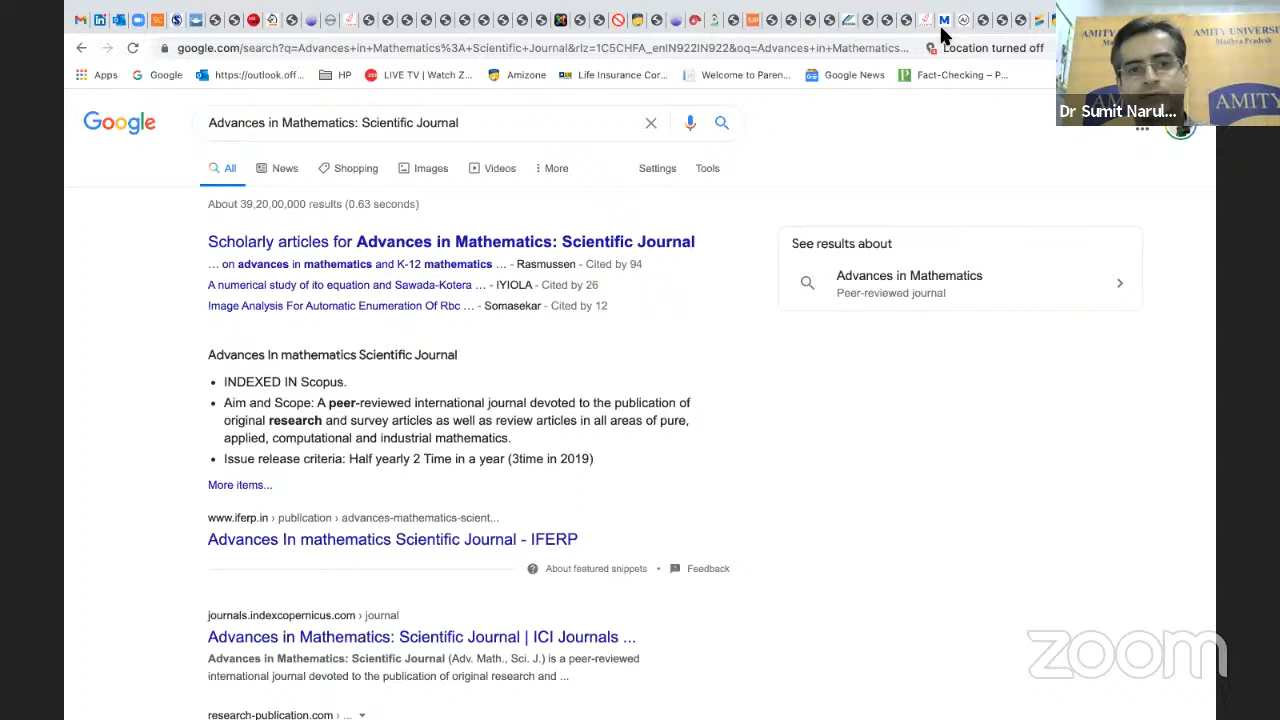 google.com/search?q=Advances+in+Mathematics%3A+Scientific+Journal&rlz=1C5CHFA_enIN922IN922&oq=Advances+in+Mathematics...
Location turned off
Apps
Google
https://outlook.off...
HP
LIVE TV | Watch Z...
Amizone
Life Insurance Cor...
Welcome to Paren...
Google News
Fact-Checking – P...
AMITY UNIVERSI
Madhya Pradesh
AMITY
Dr Sumit Narul...
Google
Advances in Mathematics: Scientific Journal
All
News
Shopping
Images
Videos
More
Settings
Tools
About 39,20,00,000 results (0.63 seconds)
Scholarly articles for Advances in Mathematics: Scientific Journal
... on advances in mathematics and K-12 mathematics ... - Rasmussen - Cited by 94
A numerical study of ito equation and Sawada-Kotera ... - IYIOLA - Cited by 26
Image Analysis For Automatic Enumeration Of Rbc ... - Somasekar - Cited by 12
See results about
Advances in Mathematics
Peer-reviewed journal
Advances In mathematics Scientific Journal
• INDEXED IN Scopus.
• Aim and Scope: A peer-reviewed international journal devoted to the publication of
original research and survey articles as well as review articles in all areas of pure,
applied, computational and industrial mathematics.
• Issue release criteria: Half yearly 2 Time in a year (3time in 2019)
More items...
www.iferp.in › publication › advances-mathematics-scient...
Advances In mathematics Scientific Journal - IFERP
About featured snippets
•
Feedback
journals.indexcopernicus.com › journal
Advances in Mathematics: Scientific Journal | ICI Journals ...
Advances in Mathematics: Scientific Journal (Adv. Math., Sci. J.) is a peer-reviewed
international journal devoted to the publication of original research and ...
research-publication.com › ...
zoom